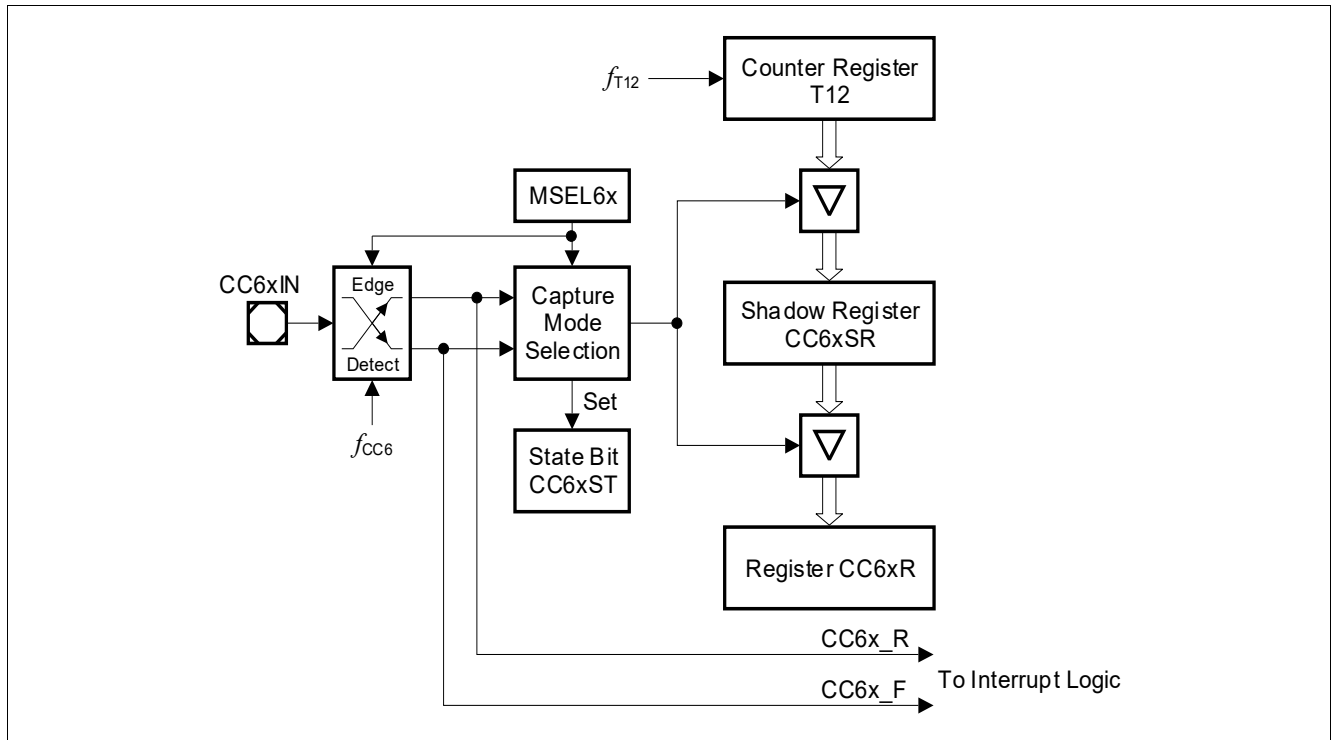 Counter Register
T12
fT12
MSEL6x
CC6xIN
Edge
Detect
Capture
Mode
Selection
Shadow Register
CC6xSR
fCC6
Set
State Bit
CC6xST
Register CC6xR
CC6x_R
To Interrupt Logic
CC6x_F